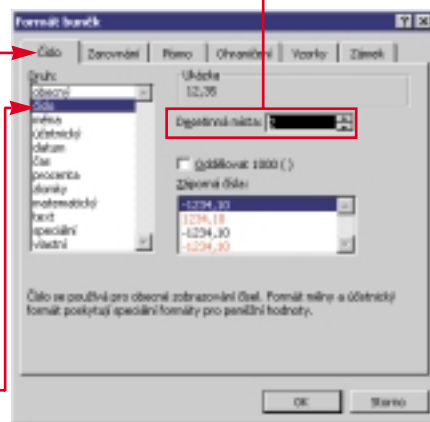 Formát buněk
Číslo Zarovnání Písmo Ohraničení Vzorky Zámek
Druh:
obecný
číslo
měna
účetnický
datum
čas
procenta
zlomky
matematický
text
speciální
vlastní
Ukázka
12,35
Desetinná místa: 2
Oddělovat 1000 ( )
Záporná čísla:
-1234,10
1234,10
-1234,10
-1234,10
Číslo se používá pro obecné zobrazování čísel. Formát měny a účetnický
formát poskytují speciální formáty pro peněžní hodnoty.
OK Storno